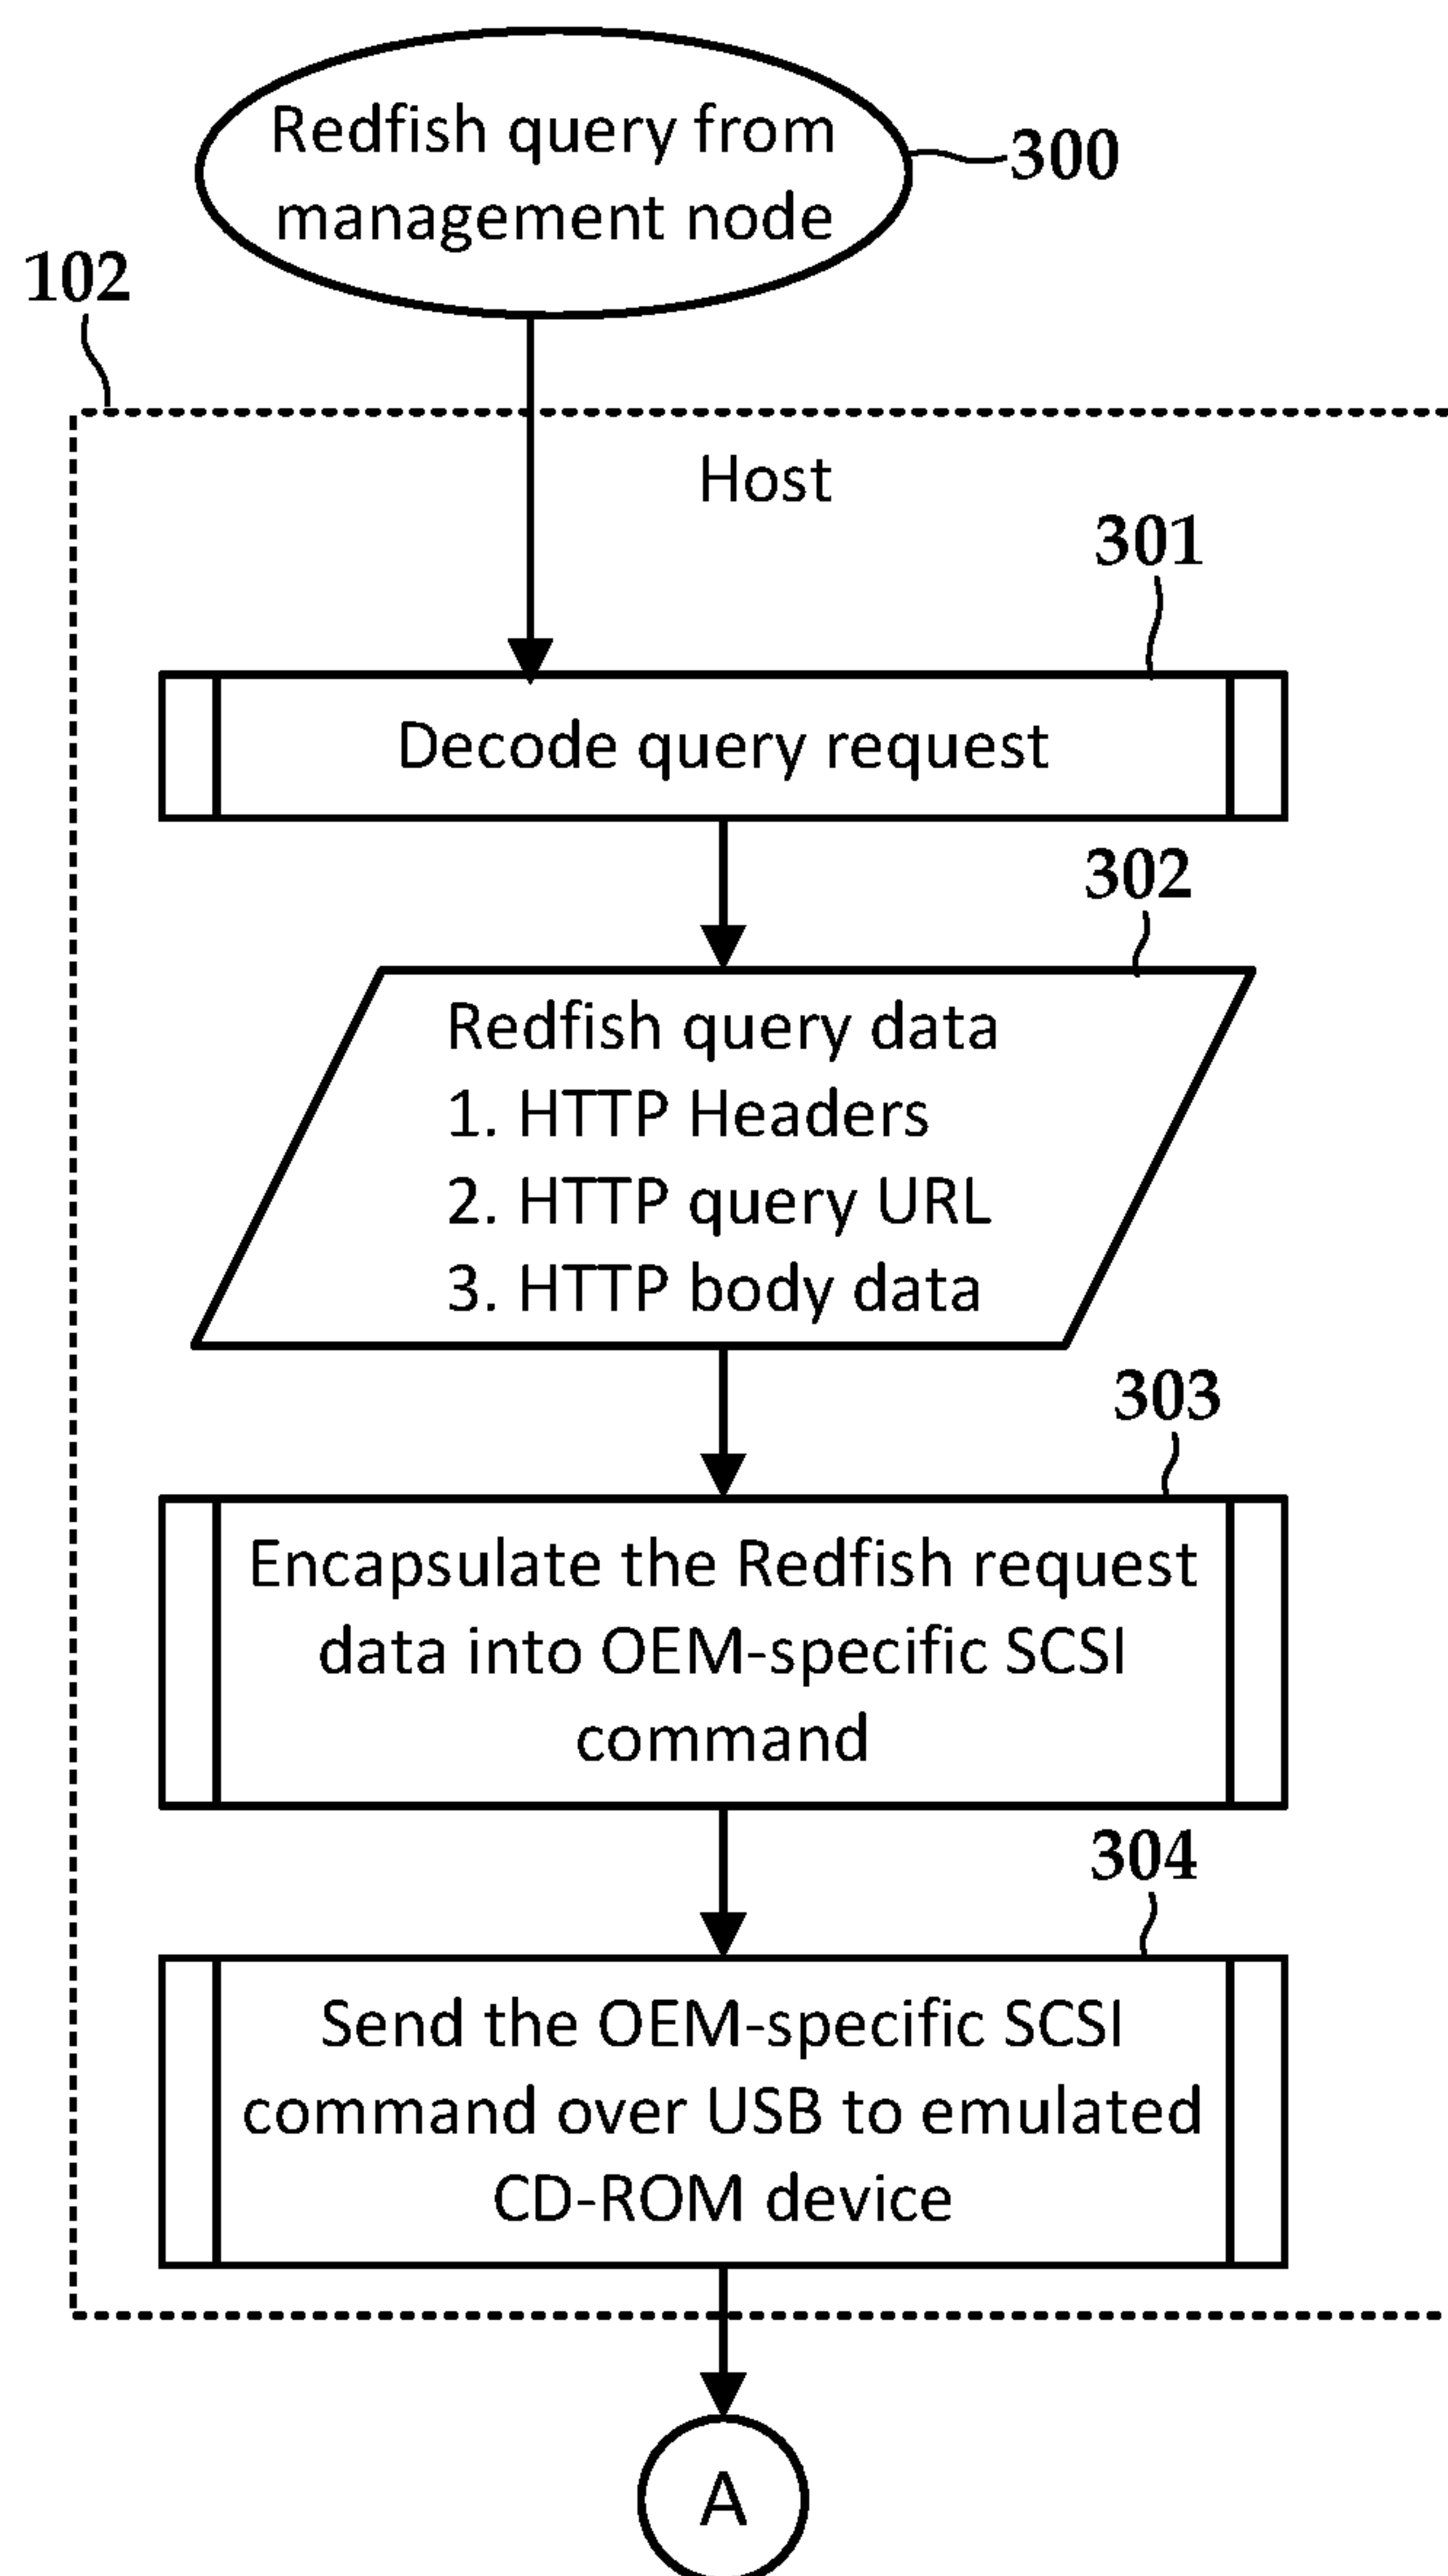 Redfish query from
management node
300
102
Host
301
Decode query request
302
Redfish query data
1. HTTP Headers
2. HTTP query URL
3. HTTP body data
303
Encapsulate the Redfish request
data into OEM-specific SCSI
command
304
Send the OEM-specific SCSI
command over USB to emulated
CD-ROM device
A